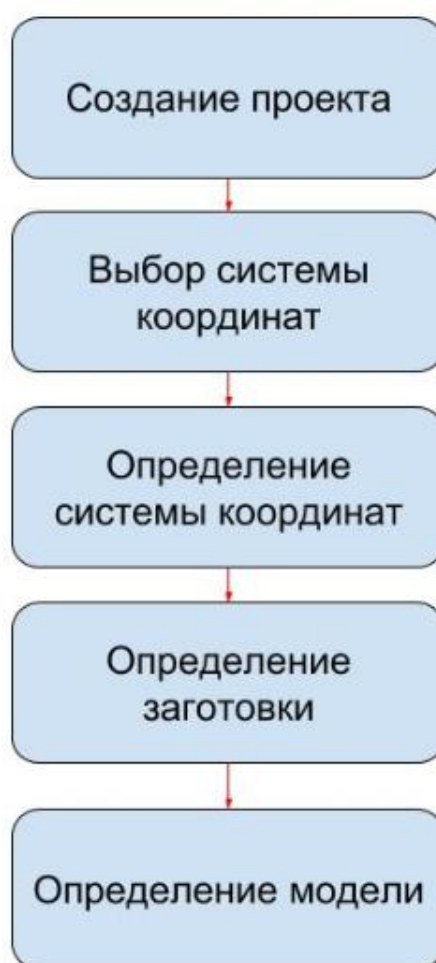 Создание проекта
Выбор системы
координат
Определение
системы координат
Определение
заготовки
Определение модели